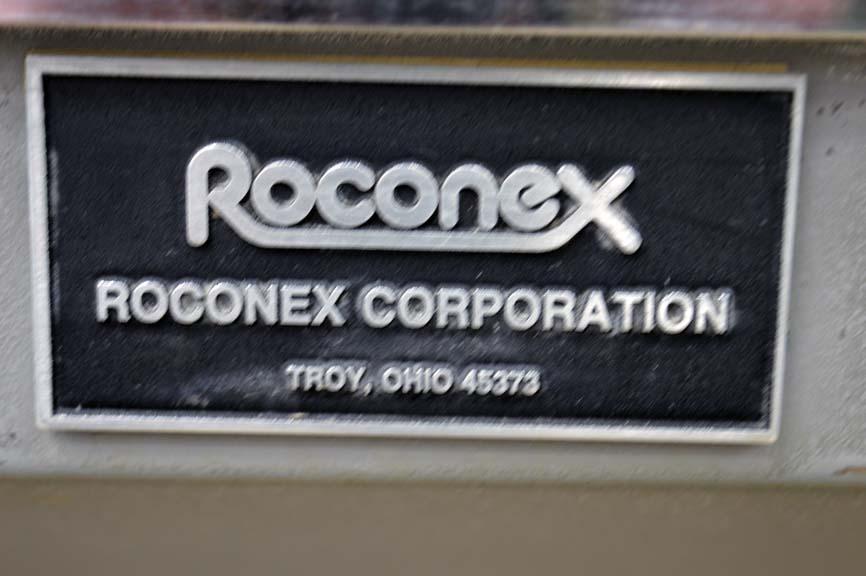 Roconex
ROCONEX CORPORATION
TROY, OHIO 45373